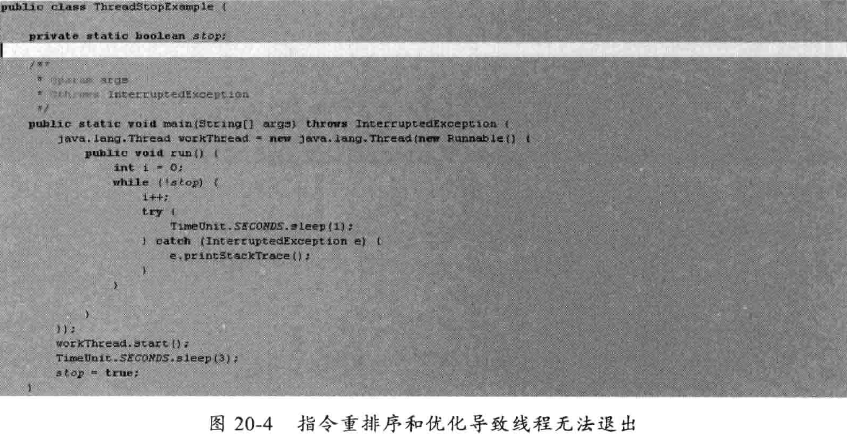 public class ThreadStopExample {
private static boolean stop;
/**
* @param args
* @throws InterruptedException
*/
public static void main(String[] args) throws InterruptedException {
java.lang.Thread workThread = new java.lang.Thread(new Runnable() {
public void run() {
int i = 0;
while (!stop) {
i++;
try {
TimeUnit.SECONDS.sleep(1);
} catch (InterruptedException e) {
e.printStackTrace();
}
}
}
});
workThread.start();
TimeUnit.SECONDS.sleep(3);
stop = true;
}
图 20-4 指令重排序和优化导致线程无法退出